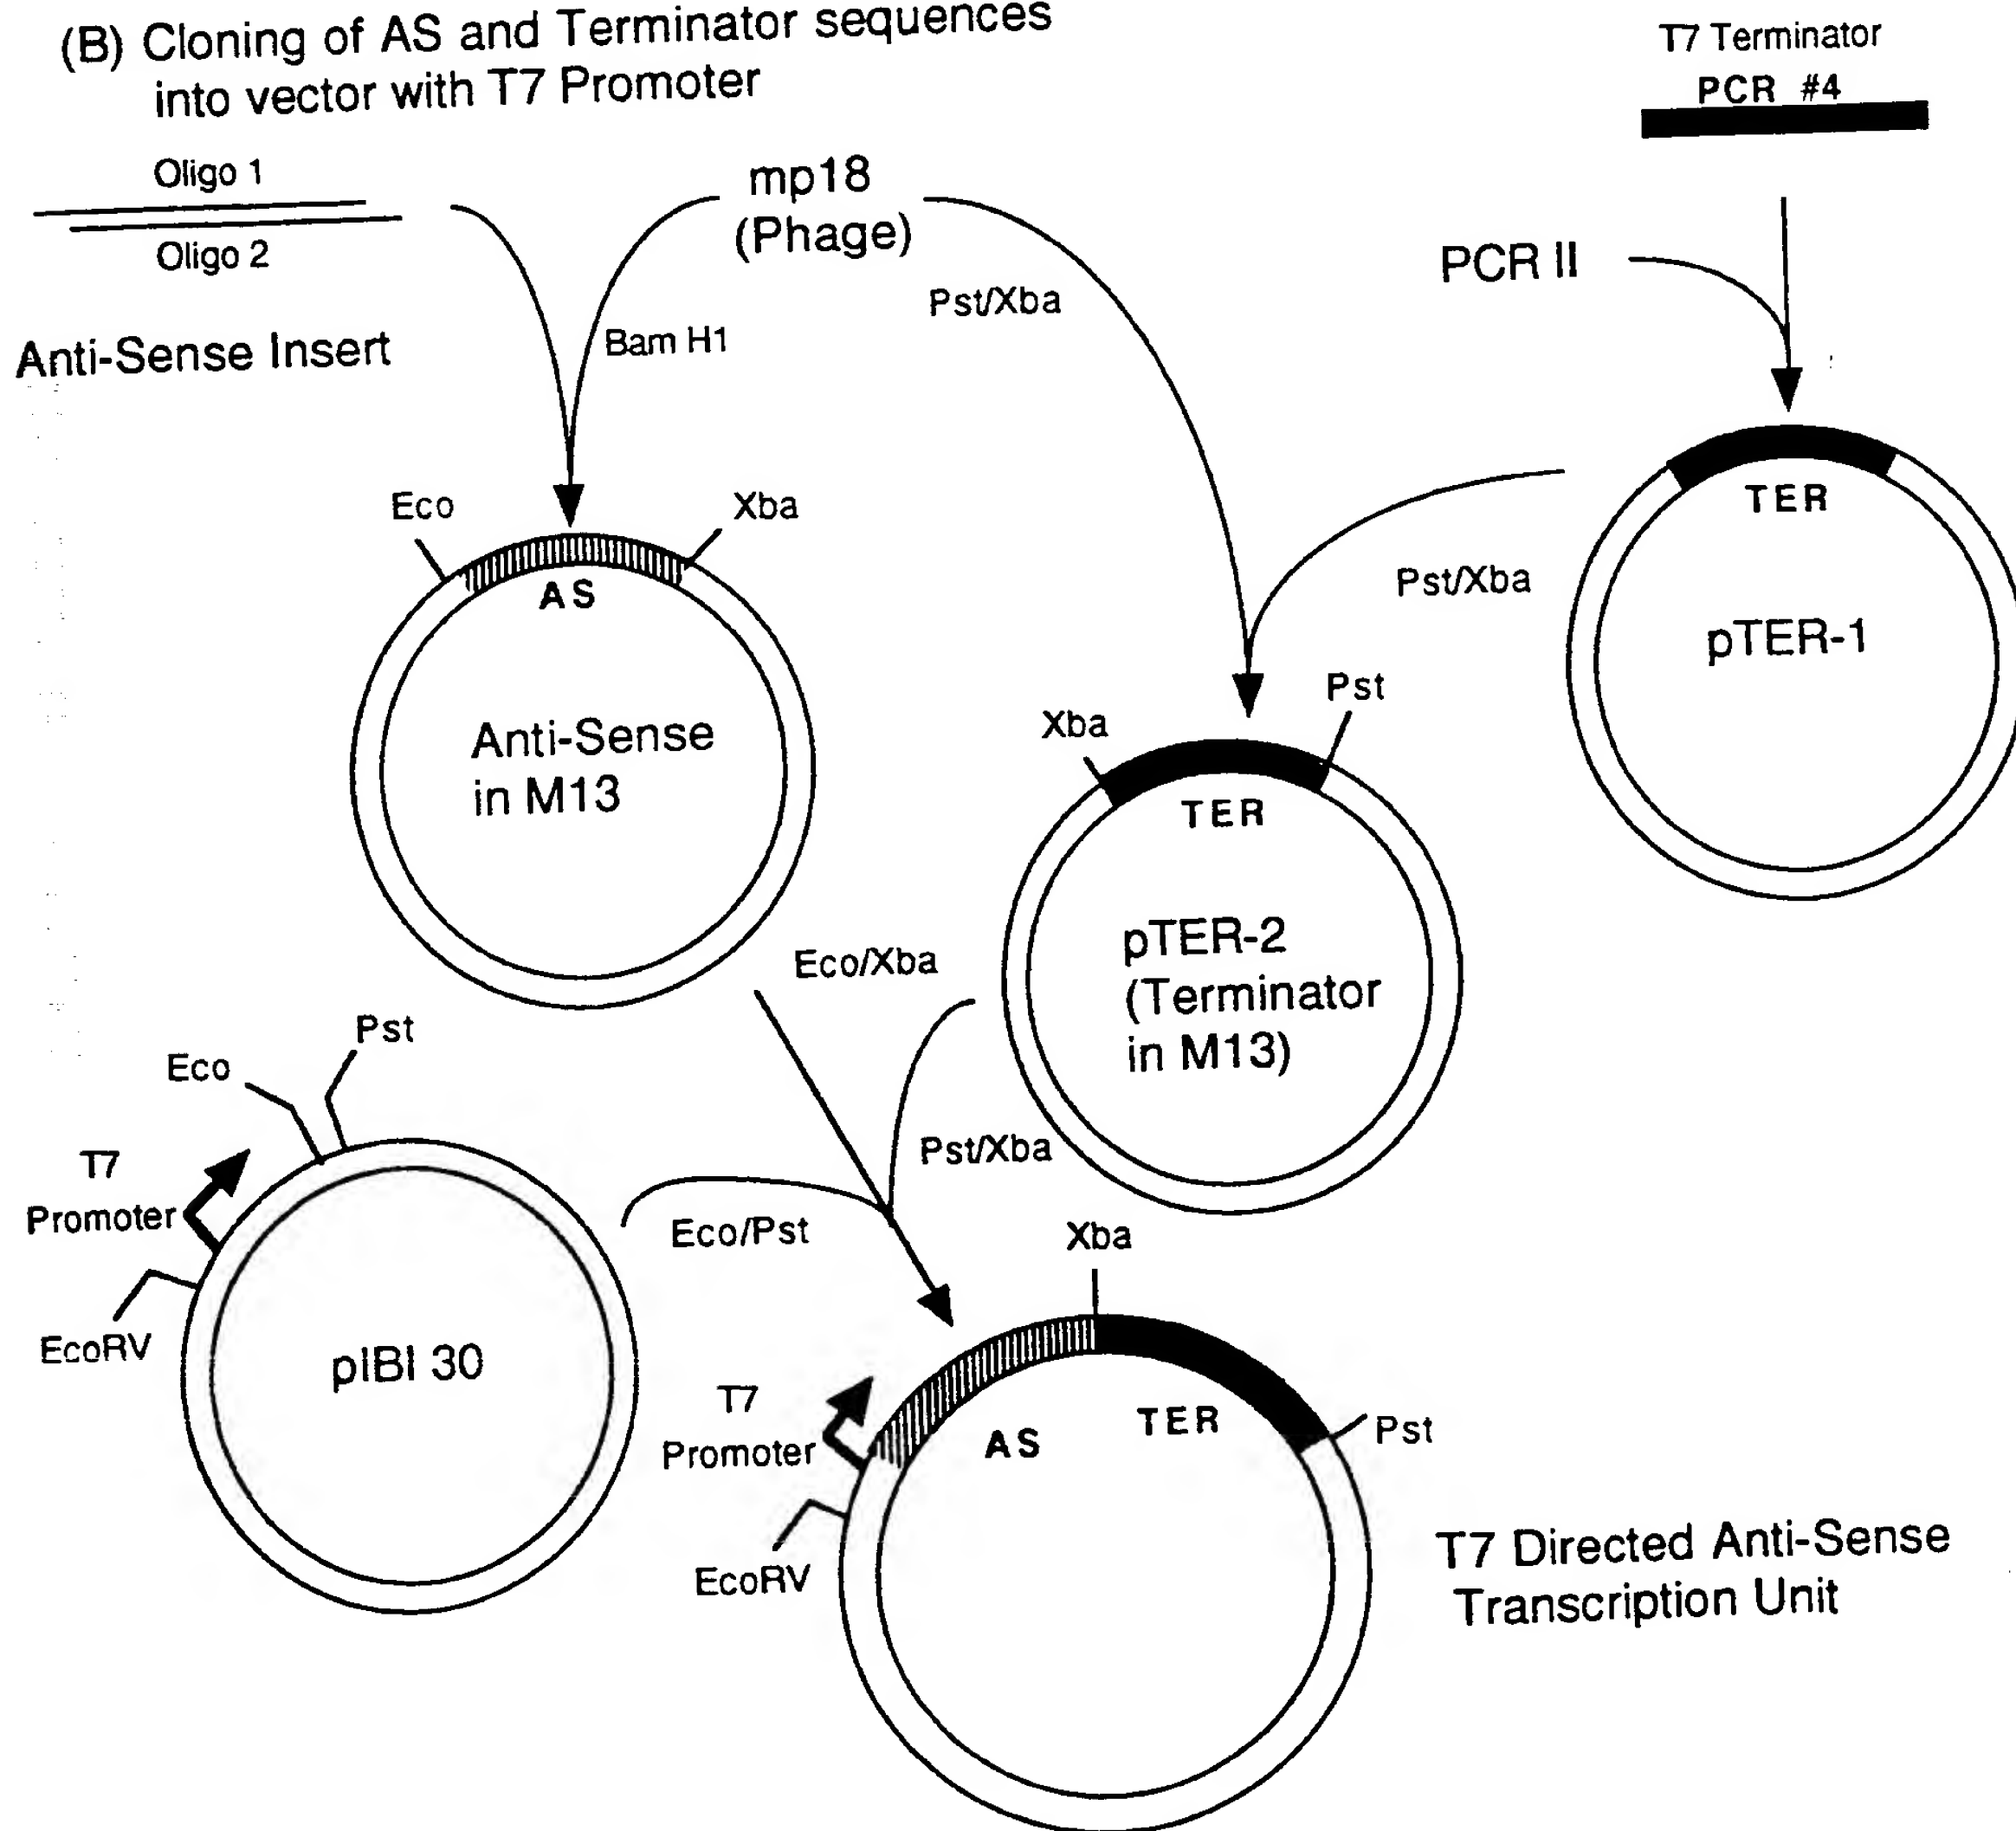 (B) Cloning of AS and Terminator sequences
into vector with T7 Promoter
T7 Terminator
PCR #4
Oligo 1
Oligo 2
mp18
(Phage)
PCR II
Anti-Sense Insert
Bam H1
Pst/Xba
Eco
Xba
AS
Anti-Sense
in M13
TER
pTER-1
Pst/Xba
Xba
Pst
TER
pTER-2
(Terminator
in M13)
Eco/Xba
Pst/Xba
Eco
Pst
T7
Promoter
EcoRV
pIBI 30
Eco/Pst
Xba
T7
Promoter
AS
TER
Pst
EcoRV
T7 Directed Anti-Sense
Transcription Unit